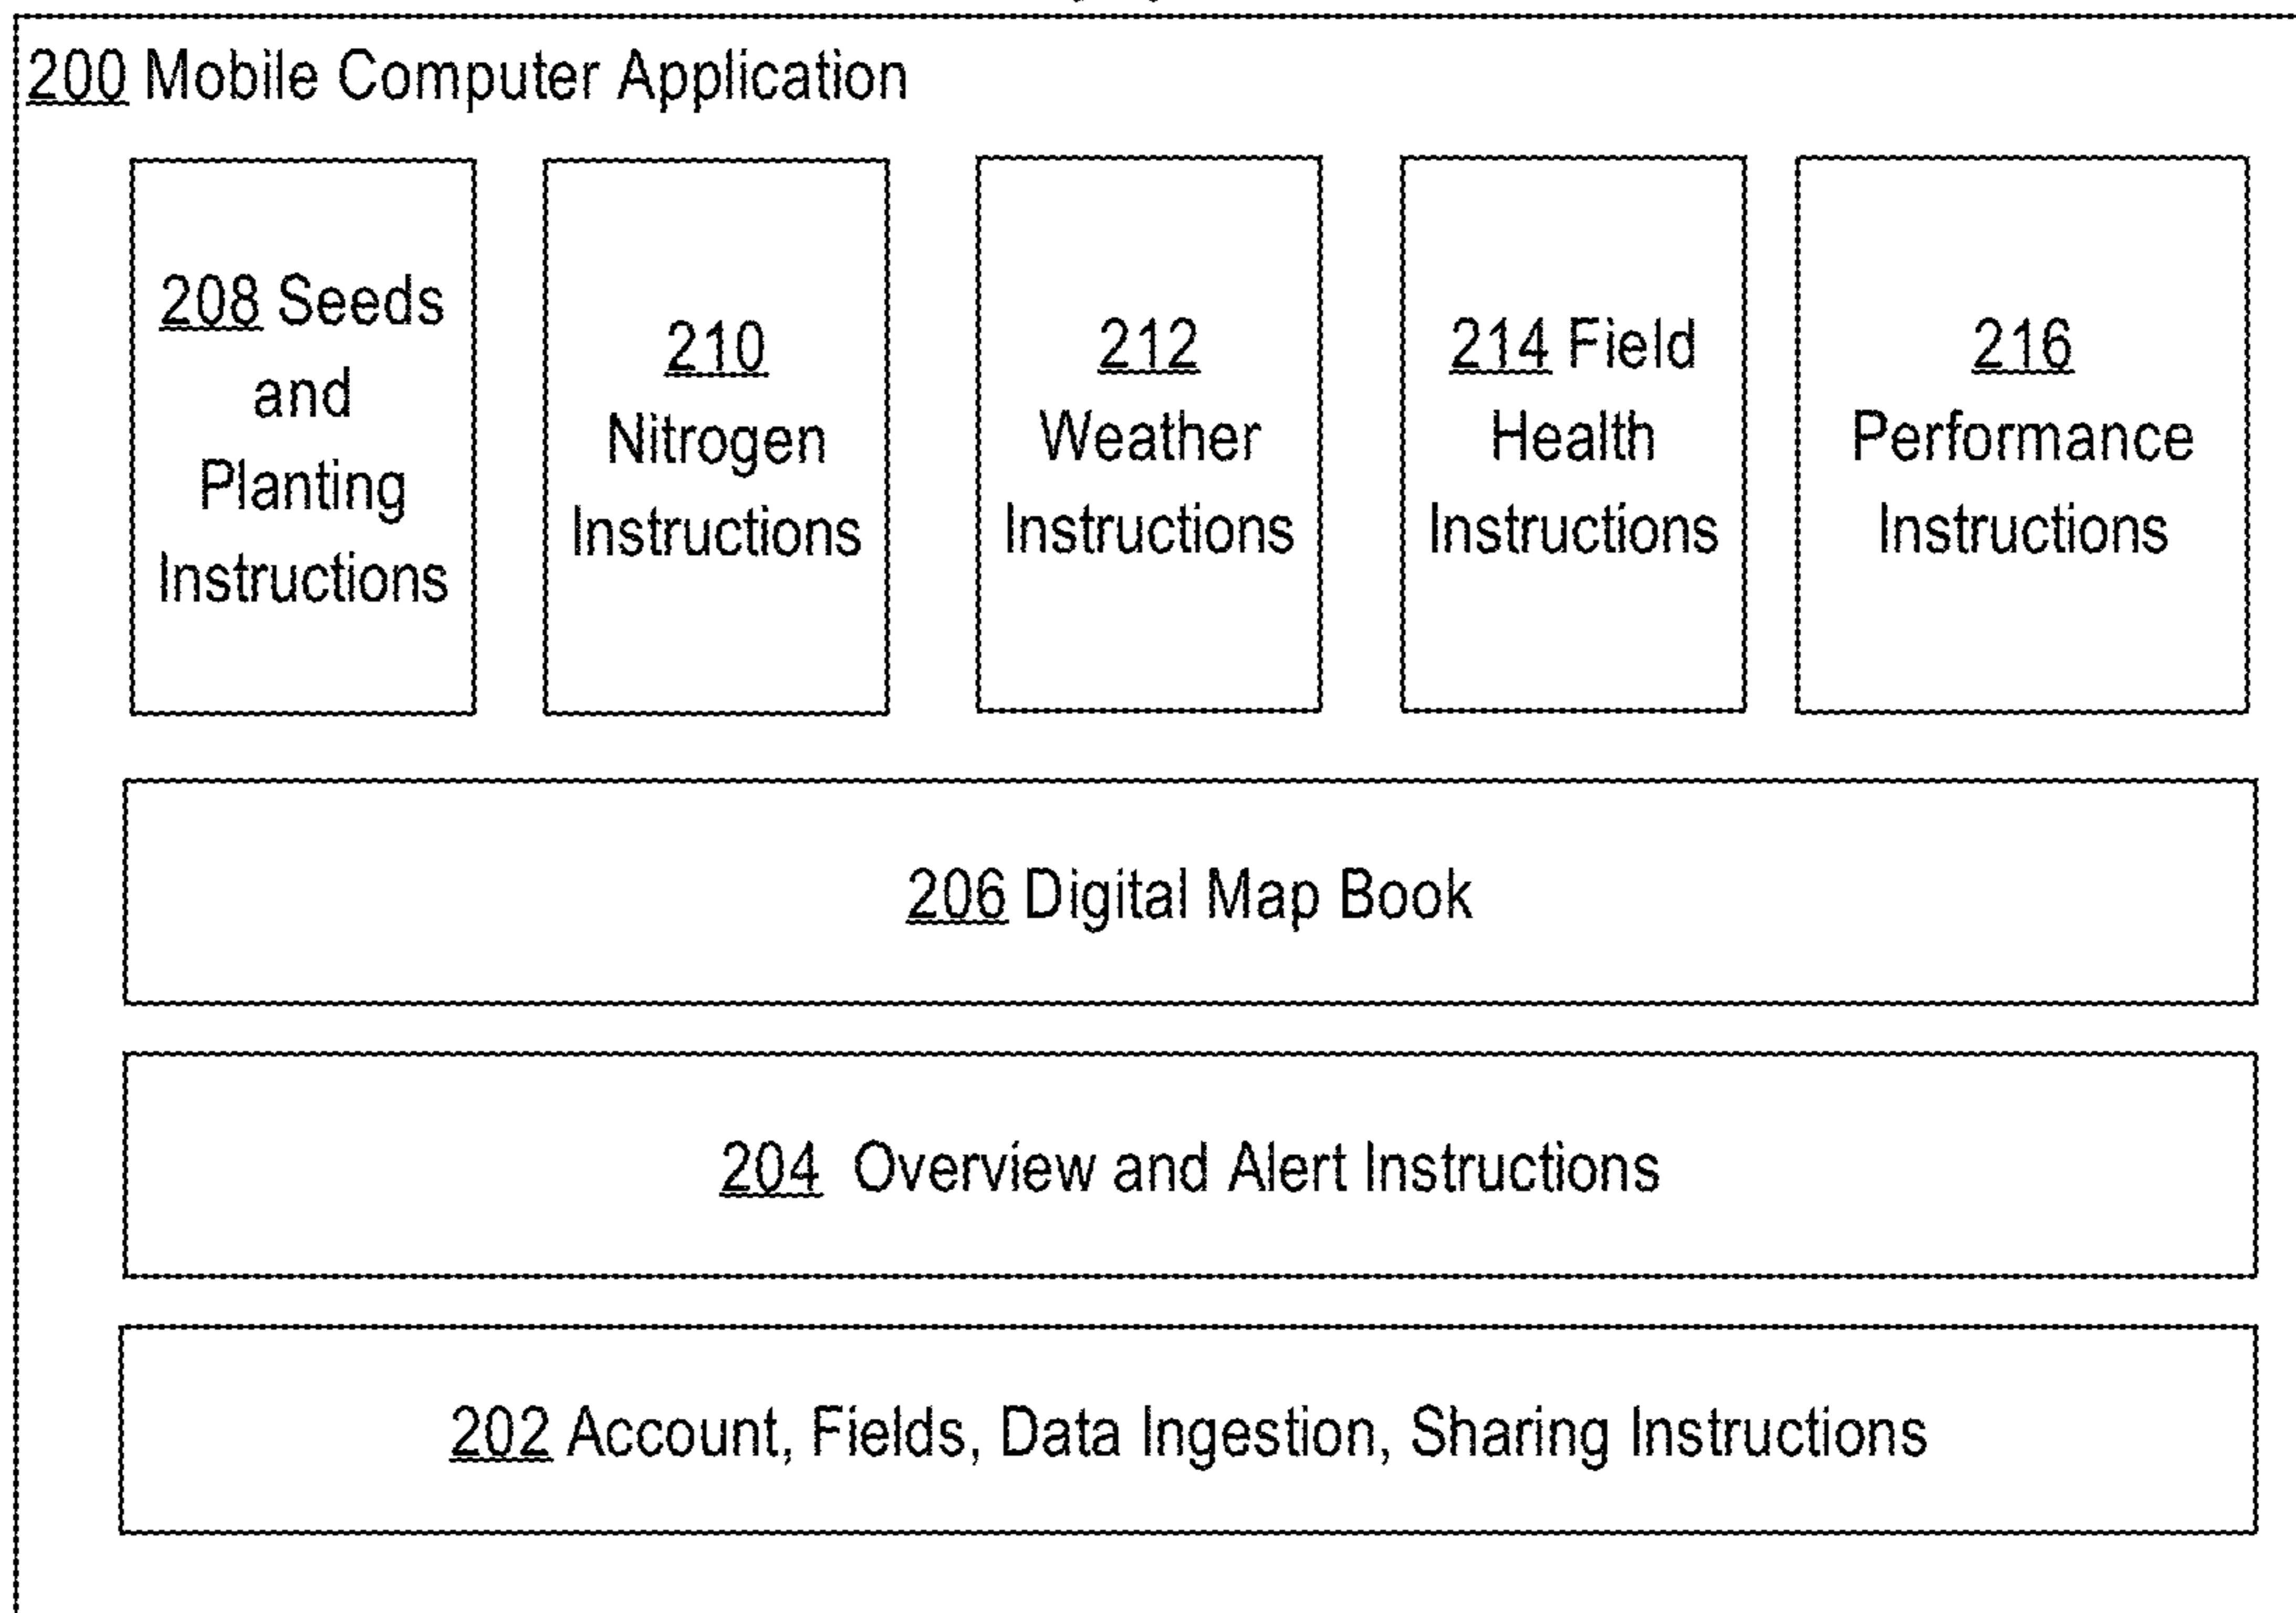 200 Mobile Computer Application
208 Seeds
and
Planting
Instructions
210
Nitrogen
Instructions
212
Weather
Instructions
214 Field
Health
Instructions
216
Performance
Instructions
206 Digital Map Book
204 Overview and Alert Instructions
202 Account, Fields, Data Ingestion, Sharing Instructions